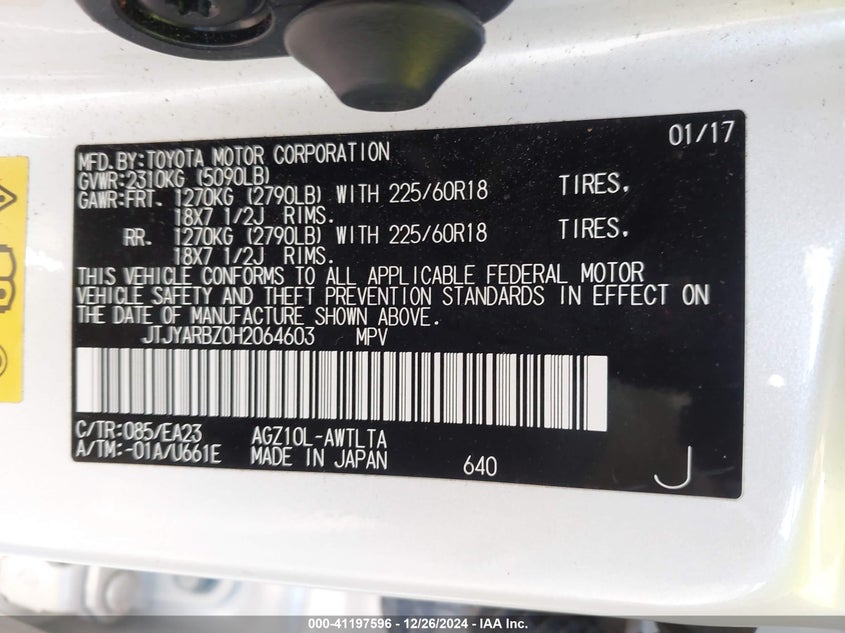 01/17
MFD.BY:TOYOTA MOTOR CORPORATION
GVWR:2310KG (5090LB)
GAWR:FRT. 1270KG (2790LB) WITH 225/60R18 TIRES,
18X7 1/2J RIMS.
RR. 1270KG (2790LB) WITH 225/60R18 TIRES,
18X7 1/2J RIMS.
THIS VEHICLE CONFORMS TO ALL APPLICABLE FEDERAL MOTOR
VEHICLE SAFETY AND THEFT PREVENTION STANDARDS IN EFFECT ON
THE DATE OF MANUFACTURE SHOWN ABOVE.
JTJYARBZ0H2064603 MPV
C/TR:085/EA23 AGZ10L-AWTLTA
A/TM:-01A/U661E MADE IN JAPAN 640
J
000-41197596 - 12/26/2024 - IAA Inc.